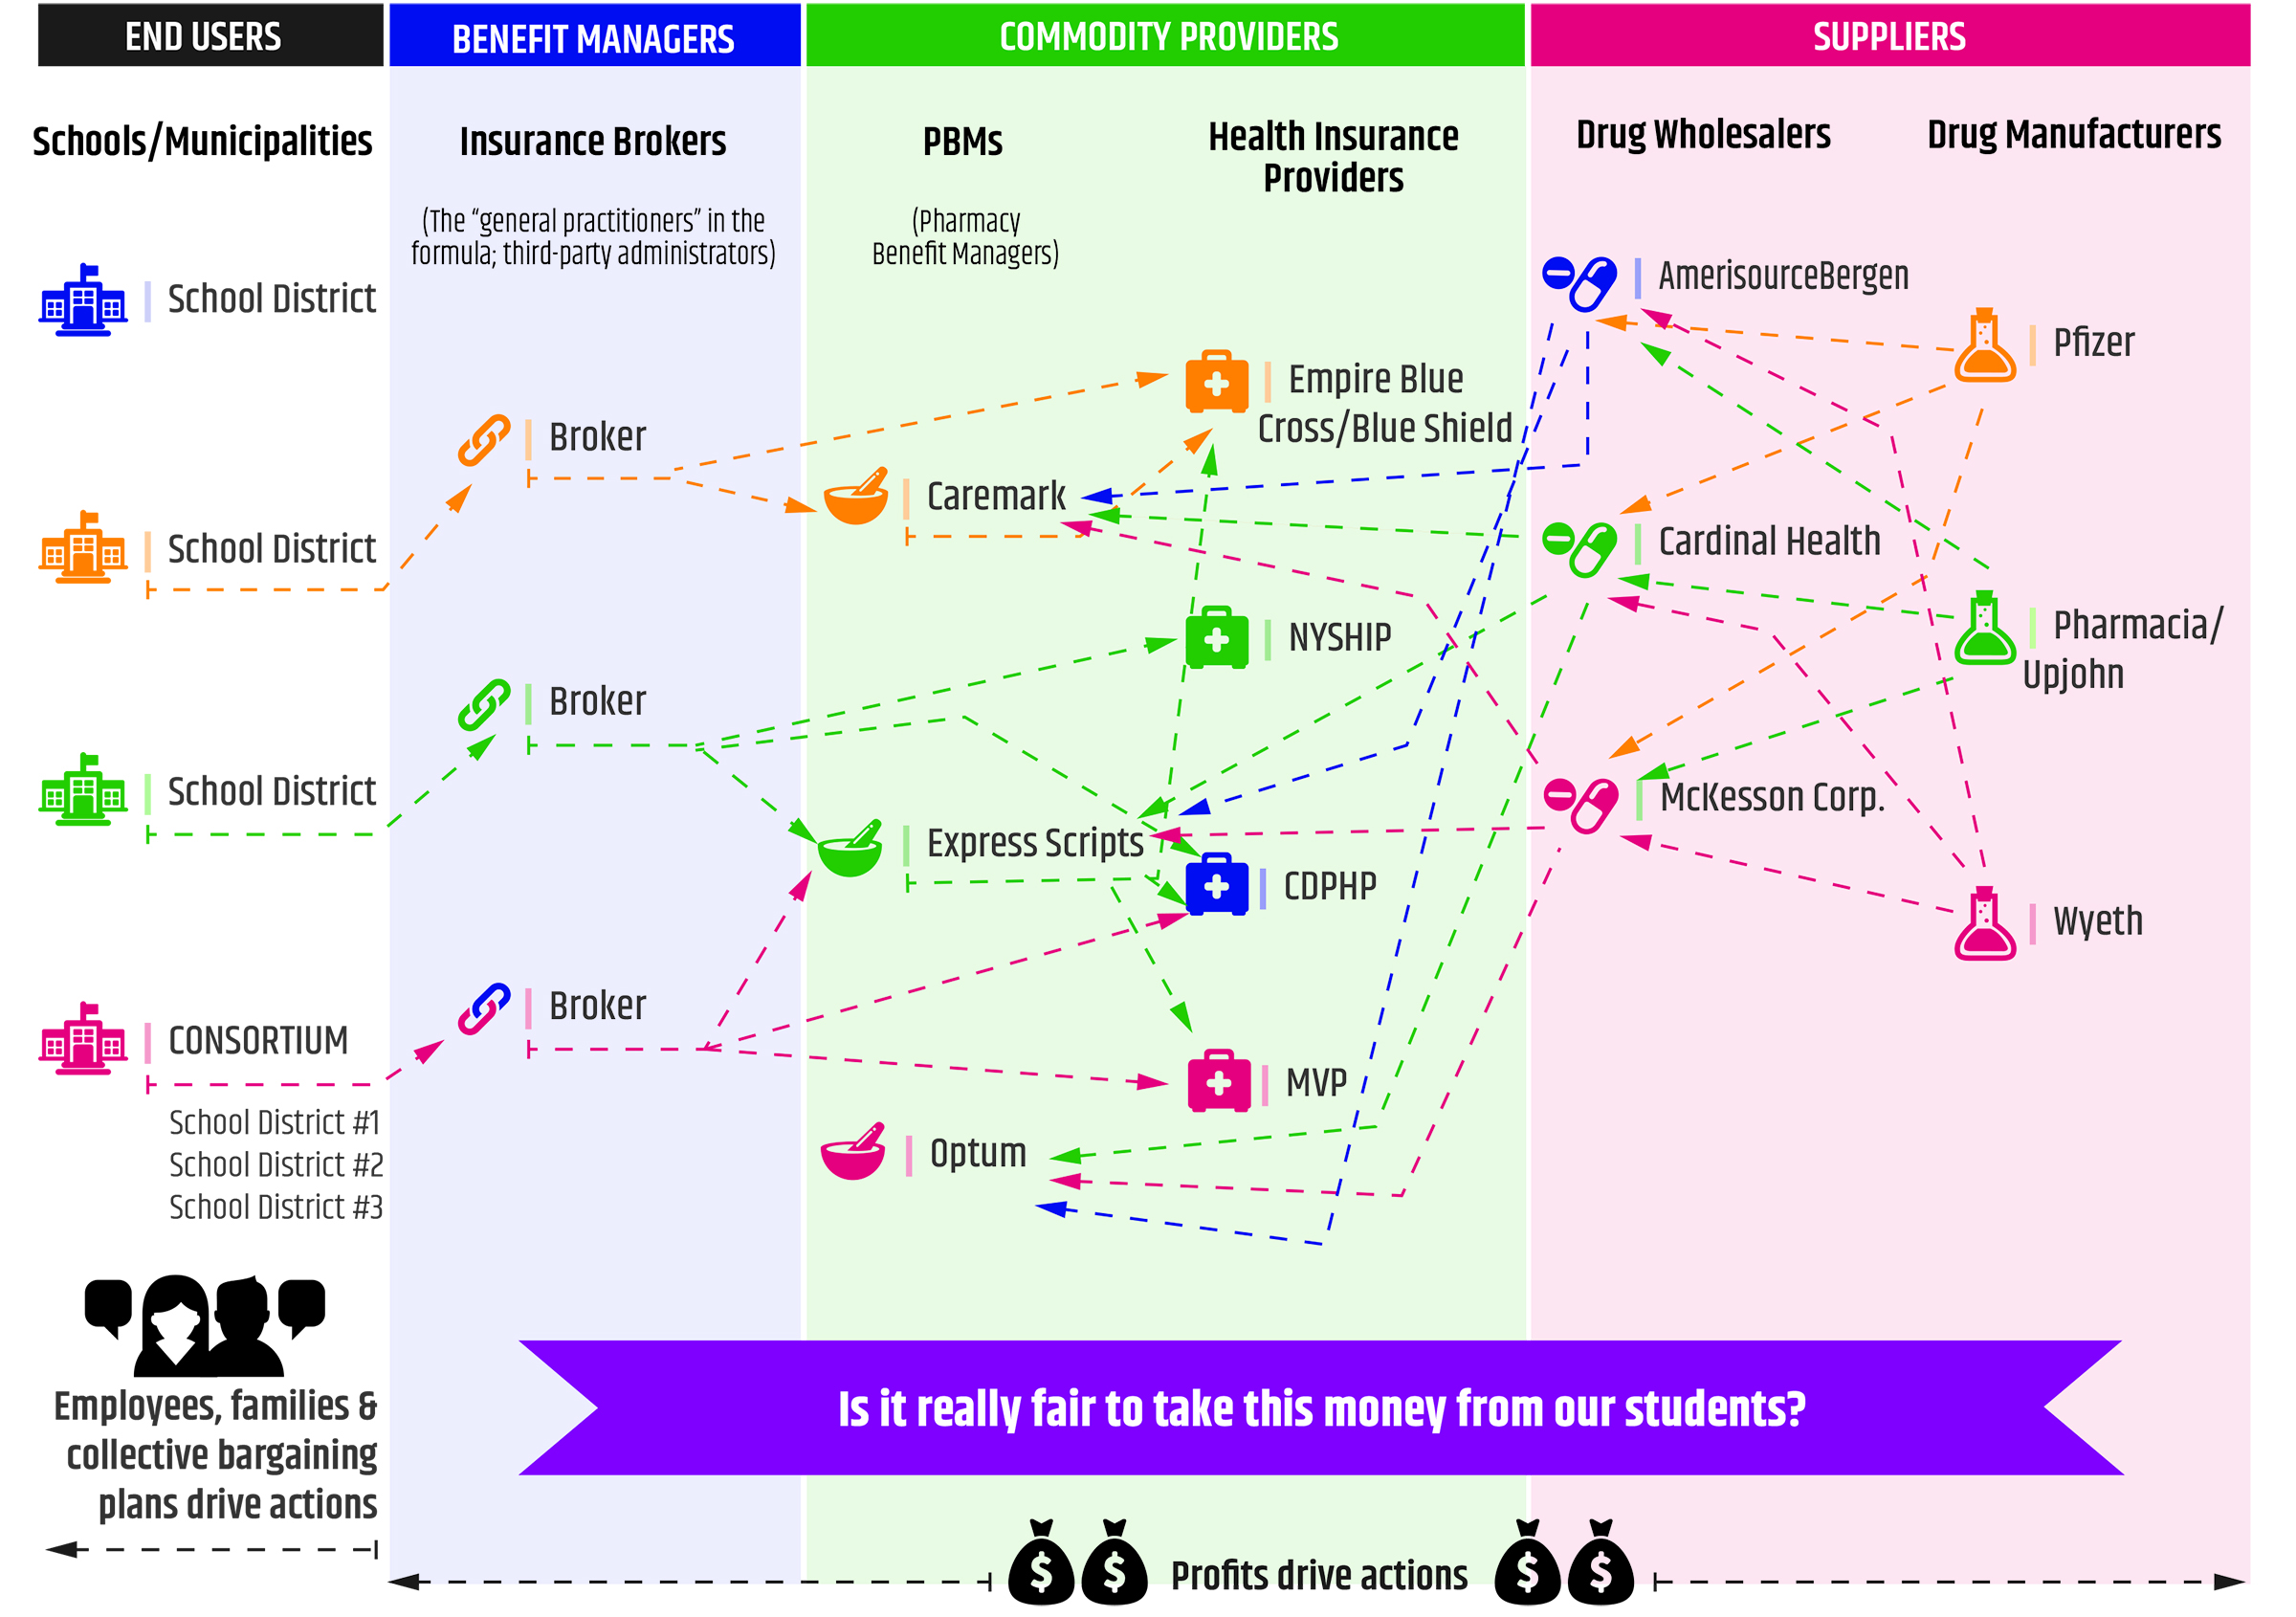 END USERS
BENEFIT MANAGERS
COMMODITY PROVIDERS
SUPPLIERS
Schools/Municipalities
Insurance Brokers
(The “general practitioners” in the
formula; third-party administrators)
PBMs
(Pharmacy
Benefit Managers)
Health Insurance
Providers
Drug Wholesalers
Drug Manufacturers
School District
School District
School District
CONSORTIUM
School District #1
School District #2
School District #3
Broker
Broker
Broker
Caremark
Express Scripts
Optum
Empire Blue
Cross/Blue Shield
NYSHIP
CDPHP
MVP
AmerisourceBergen
Cardinal Health
McKesson Corp.
Pfizer
Pharmacia/
Upjohn
Wyeth
Employees, families &
collective bargaining
plans drive actions
Is it really fair to take this money from our students?
$ $ Profits drive actions $ $